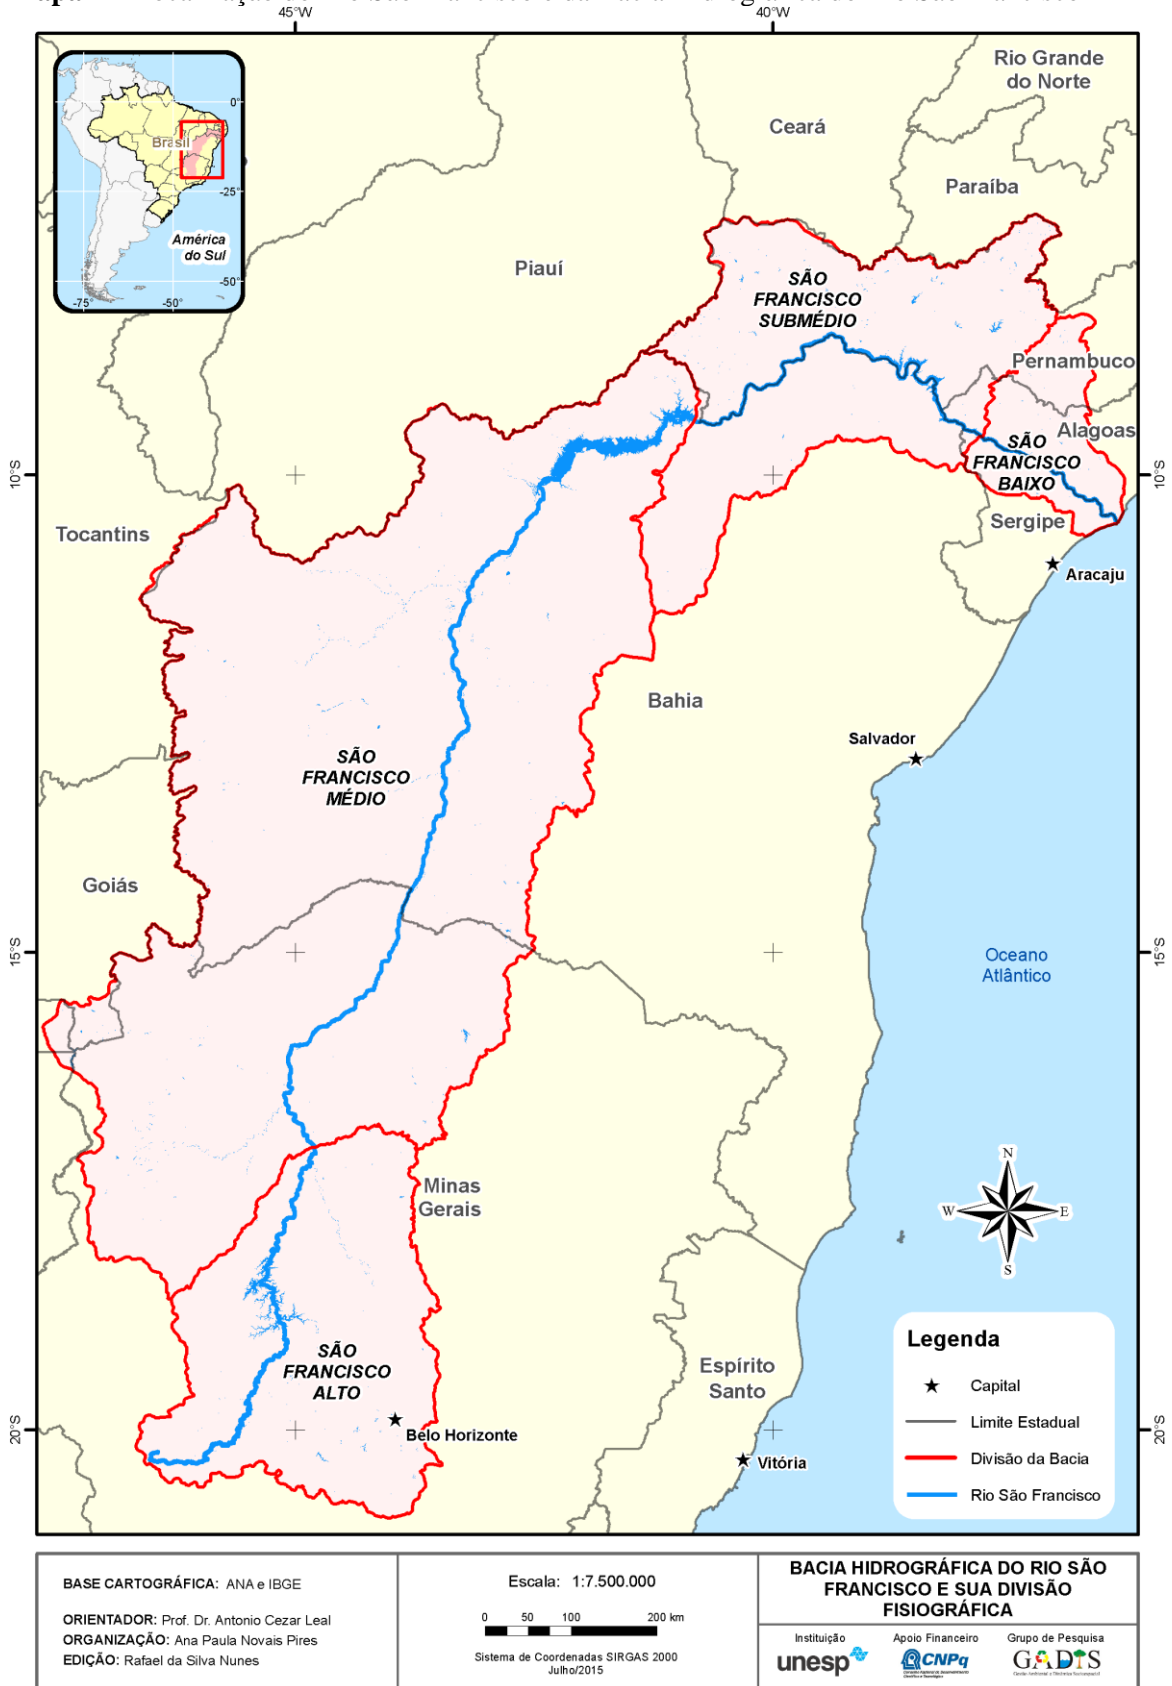 45°W
40°W
Rio Grande
do Norte
Ceará
Paraíba
0°
Brasil
-25°
América
do Sul
-50°
-75°
-50°
Piauí
SÃO
FRANCISCO
SUBMÉDIO
Pernambuco
Alagoas
SÃO
FRANCISCO
BAIXO
10°S
10°S
Sergipe
Tocantins
Aracaju
Bahia
Salvador
SÃO
FRANCISCO
MÉDIO
Goiás
15°S
15°S
Oceano
Atlântico
N
W
E
S
Minas
Gerais
SÃO
FRANCISCO
ALTO
Espírito
Santo
Belo Horizonte
20°S
20°S
Vitória
Legenda
Capital
Limite Estadual
Divisão da Bacia
Rio São Francisco
BASE CARTOGRÁFICA: ANA e IBGE
ORIENTADOR: Prof. Dr. Antonio Cezar Leal
ORGANIZAÇÃO: Ana Paula Novais Pires
EDIÇÃO: Rafael da Silva Nunes
Escala: 1:7.500.000
0 50 100 200 km
Sistema de Coordenadas SIRGAS 2000
Julho/2015
BACIA HIDROGRÁFICA DO RIO SÃO
FRANCISCO E SUA DIVISÃO
FISIOGRÁFICA
Instituição
Apoio Financeiro
Grupo de Pesquisa
unesp
CNPq
GADIS